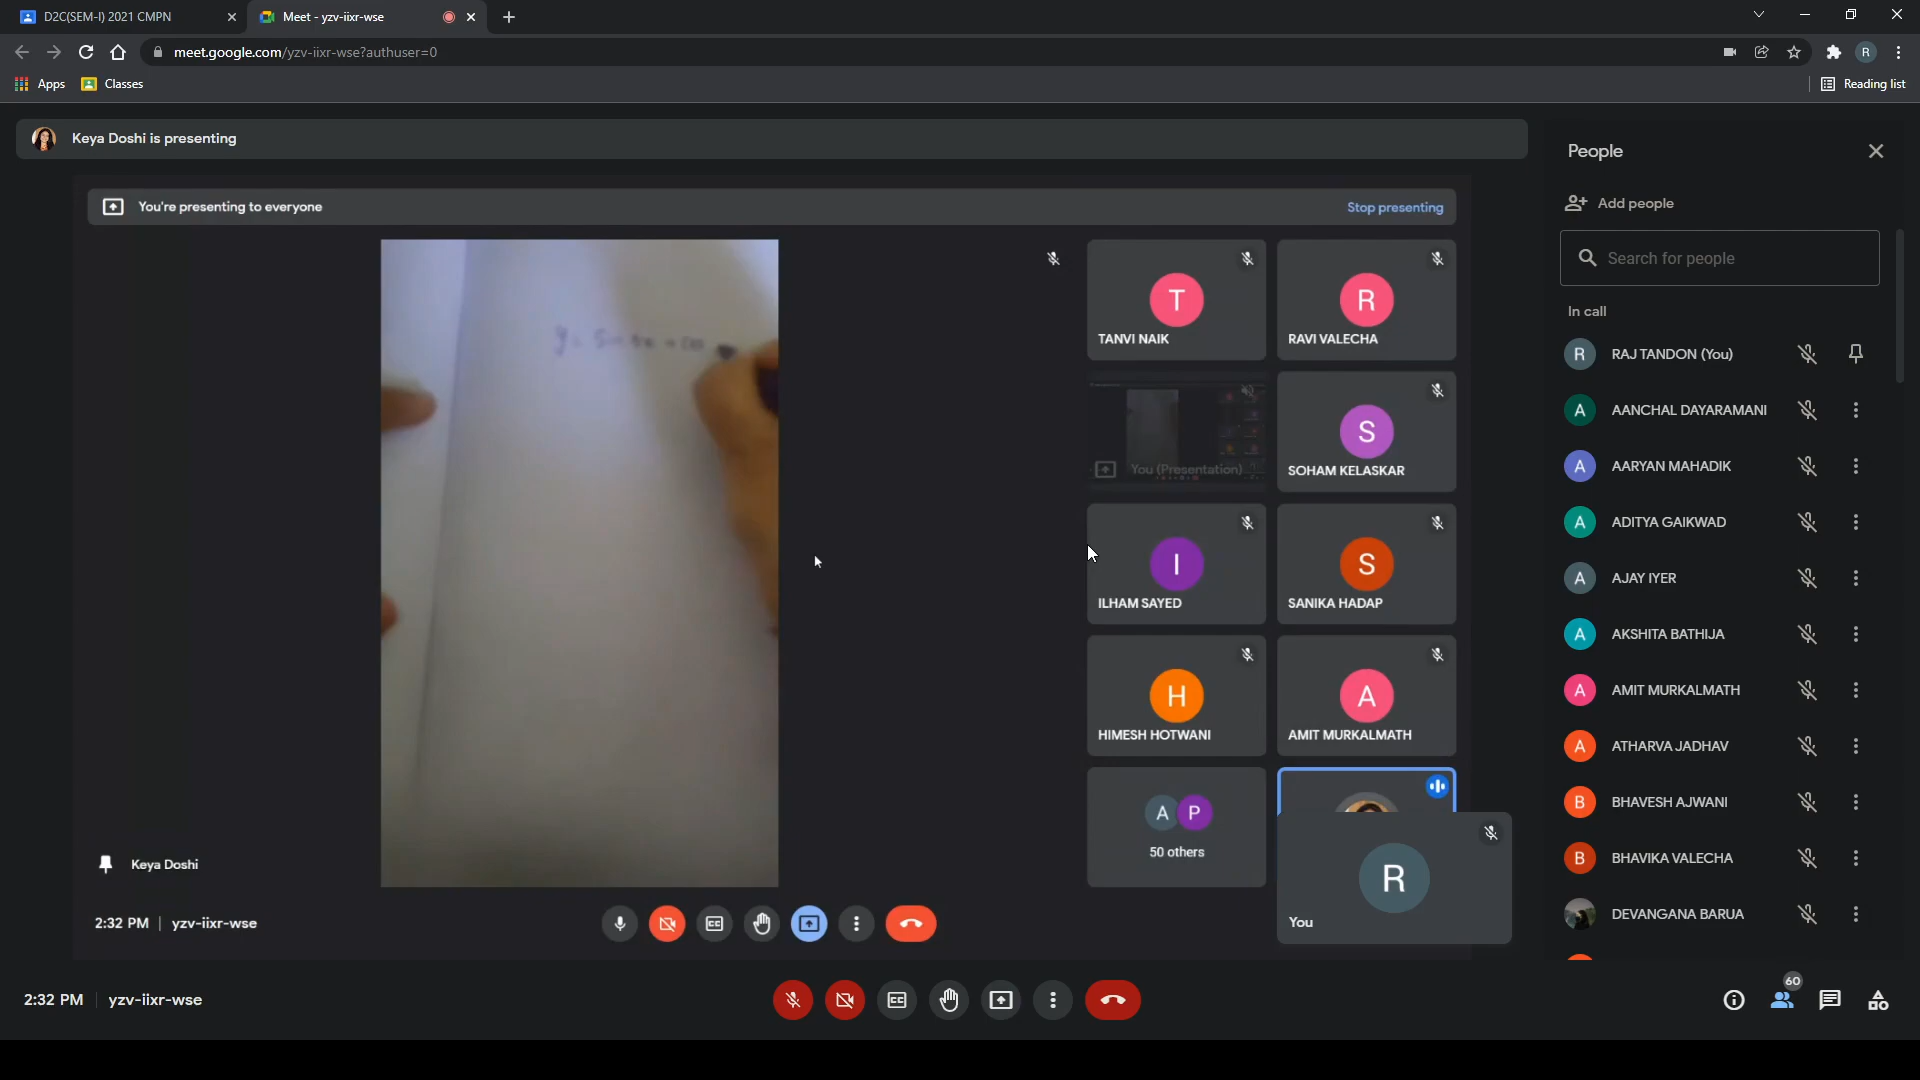 D2C(SEM-I) 2021 CMPN
Meet - yzv-iixr-wse
meet.google.com/yzv-iixr-wse?authuser=0
R
Apps
Classes
Reading list
Keya Doshi is presenting
You're presenting to everyone
Stop presenting
T
TANVI NAIK
R
RAVI VALECHA
You (Presentation)
S
SOHAM KELASKAR
I
ILHAM SAYED
S
SANIKA HADAP
H
HIMESH HOTWANI
A
AMIT MURKALMATH
A P
50 others
R
You
Keya Doshi
2:32 PM | yzv-iixr-wse
CC
2:32 PM | yzv-iixr-wse
CC
People
Add people
Search for people
In call
R RAJ TANDON (You)
A AANCHAL DAYARAMANI
A AARYAN MAHADIK
A ADITYA GAIKWAD
A AJAY IYER
A AKSHITA BATHIJA
A AMIT MURKALMATH
A ATHARVA JADHAV
B BHAVESH AJWANI
B BHAVIKA VALECHA
DEVANGANA BARUA
60